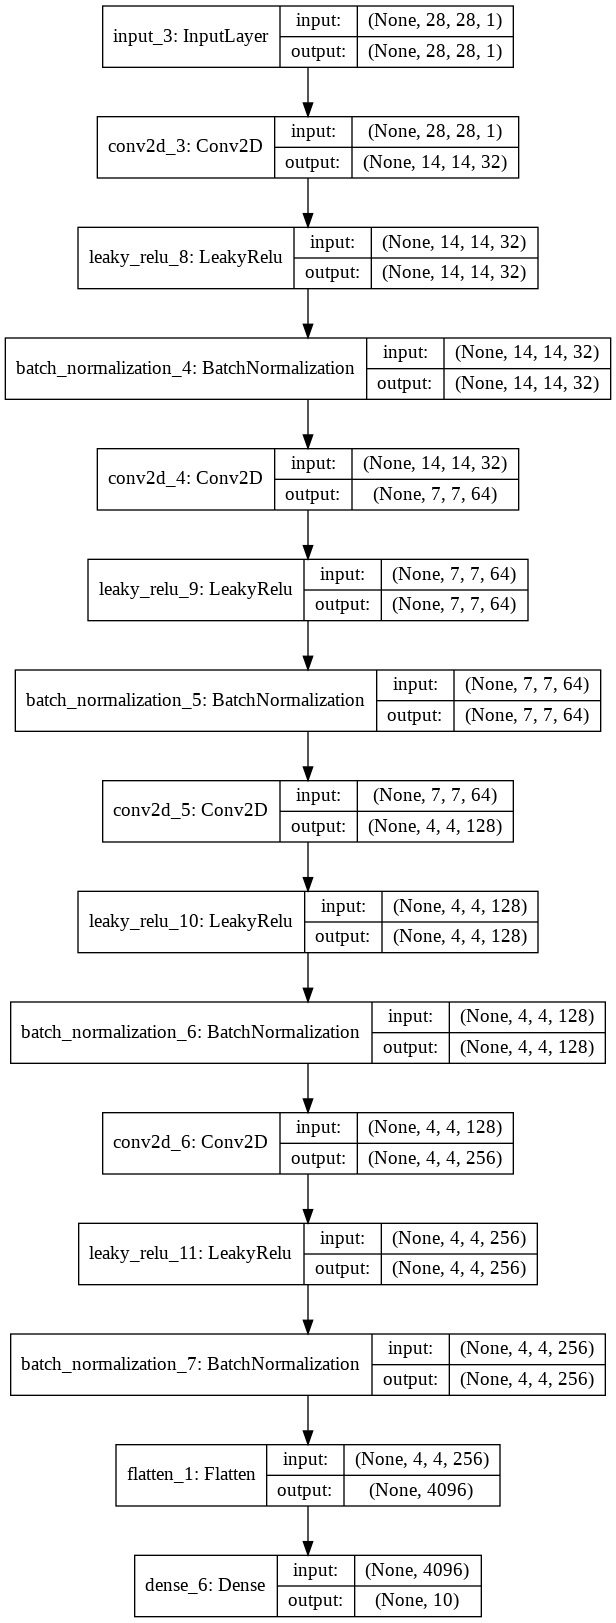 input_3: InputLayer
input: (None, 28, 28, 1)
output: (None, 28, 28, 1)
conv2d_3: Conv2D
input: (None, 28, 28, 1)
output: (None, 14, 14, 32)
leaky_relu_8: LeakyRelu
input: (None, 14, 14, 32)
output: (None, 14, 14, 32)
batch_normalization_4: BatchNormalization
input: (None, 14, 14, 32)
output: (None, 14, 14, 32)
conv2d_4: Conv2D
input: (None, 14, 14, 32)
output: (None, 7, 7, 64)
leaky_relu_9: LeakyRelu
input: (None, 7, 7, 64)
output: (None, 7, 7, 64)
batch_normalization_5: BatchNormalization
input: (None, 7, 7, 64)
output: (None, 7, 7, 64)
conv2d_5: Conv2D
input: (None, 7, 7, 64)
output: (None, 4, 4, 128)
leaky_relu_10: LeakyRelu
input: (None, 4, 4, 128)
output: (None, 4, 4, 128)
batch_normalization_6: BatchNormalization
input: (None, 4, 4, 128)
output: (None, 4, 4, 128)
conv2d_6: Conv2D
input: (None, 4, 4, 128)
output: (None, 4, 4, 256)
leaky_relu_11: LeakyRelu
input: (None, 4, 4, 256)
output: (None, 4, 4, 256)
batch_normalization_7: BatchNormalization
input: (None, 4, 4, 256)
output: (None, 4, 4, 256)
flatten_1: Flatten
input: (None, 4, 4, 256)
output: (None, 4096)
dense_6: Dense
input: (None, 4096)
output: (None, 10)